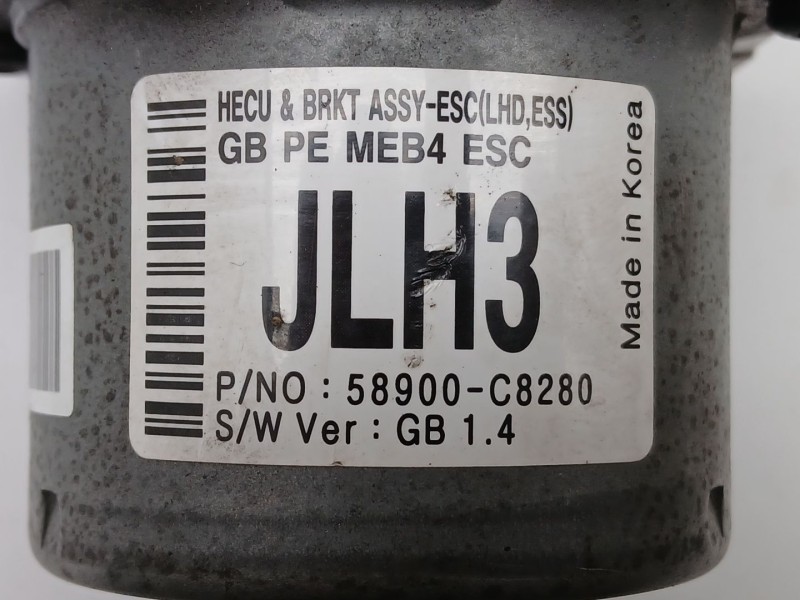 HECU & BRKT ASSY-ESC(LHD,ESS)
GB PE MEB4 ESC
JLH3
P/NO : 58900-C8280
S/W Ver : GB 1.4
Made in Korea